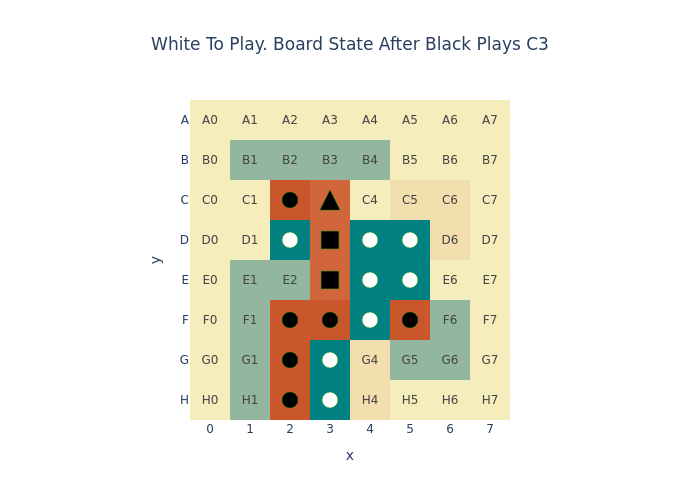 White To Play. Board State After Black Plays C3
A A0 A1 A2 A3 A4 A5 A6 A7
B B0 B1 B2 B3 B4 B5 B6 B7
C C0 C1 C4 C5 C6 C7
D D0 D1 D6 D7
E E0 E1 E2 E6 E7
F F0 F1 F6 F7
G G0 G1 G4 G5 G6 G7
H H0 H1 H4 H5 H6 H7
0 1 2 3 4 5 6 7
x
y